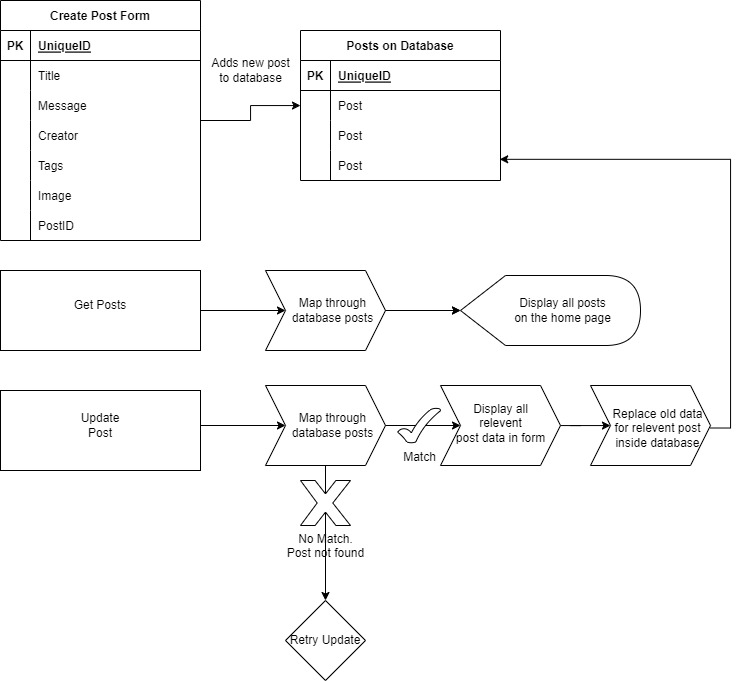 Create Post Form
PK UniqueID
Title
Message
Creator
Tags
Image
PostID
Adds new post
to database
Posts on Database
PK UniqueID
Post
Post
Post
Get Posts
Map through
database posts
Display all posts
on the home page
Update
Post
Map through
database posts
Match
Display all
relevent
post data in form
Replace old data
for relevent post
inside database
No Match.
Post not found
Retry Update